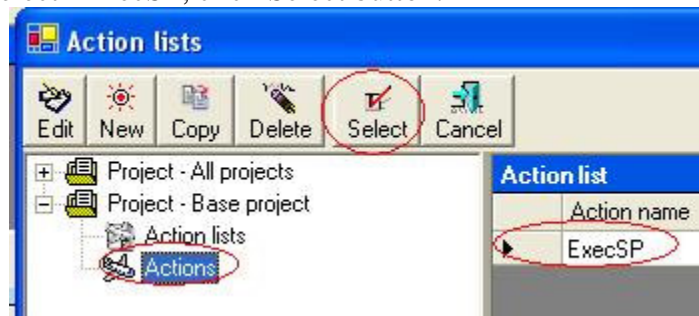 Action lists
Edit New Copy Delete Select Cancel
Project - All projects
Project - Base project
Action lists
Actions
Action list
Action name
ExecSP